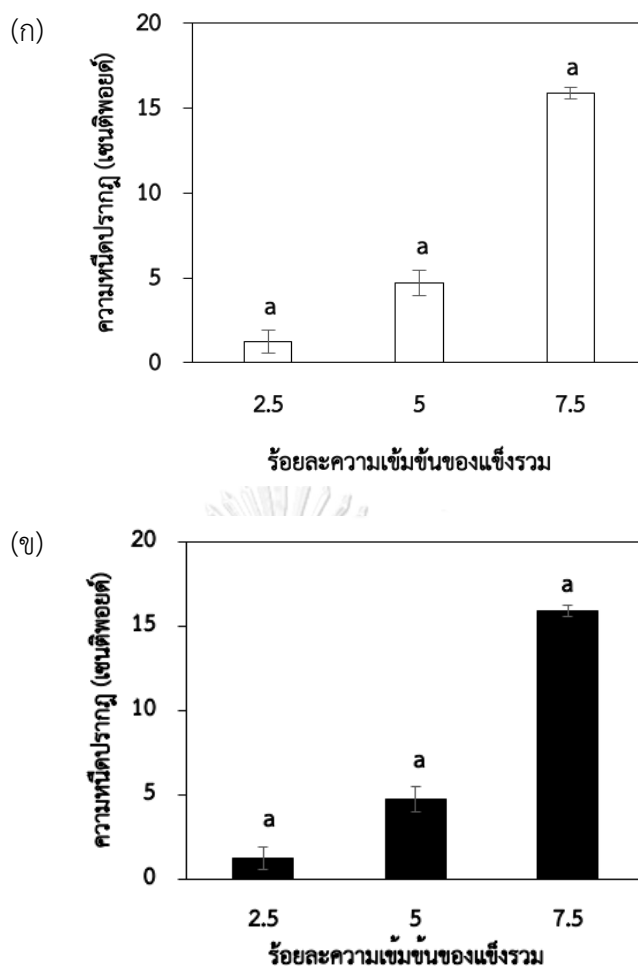 (ก)
ความหนืดปรากฏ (เซนติพอยด์)
20
15
10
5
0
a
a
a
2.5 5 7.5
ร้อยละความเข้มข้นของแข็งรวม
(ข)
ความหนืดปรากฏ (เซนติพอยด์)
20
15
10
5
0
a
a
a
2.5 5 7.5
ร้อยละความเข้มข้นของแข็งรวม